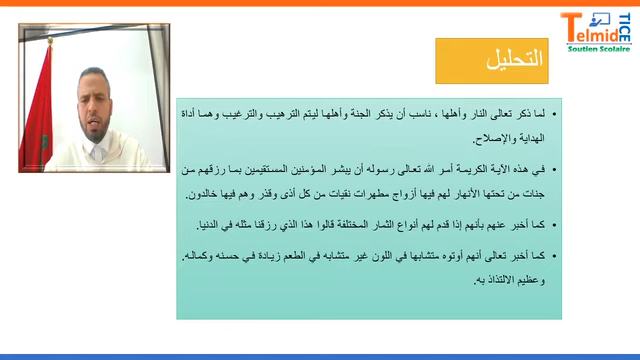 Telmid TICE
Soutien Scolaire
التحليل
• لما ذكر تعالى النار وأهلها ، ناسب أن يذكر الجنة وأهلها ليتم الترهيب والترغيب وهما أداة
الهداية والإصلاح.
• في هذه الآية الكريمة أمر الله تعالى رسوله أن يبشر المؤمنين المستقيمين بما رزقهم من
جنات من تحتها الأنهار لهم فيها أزواج مطهرات نقيات من كل أذى وقذر وهم فيها خالدون.
• كما أخبر عنهم بأنهم إذا قدم لهم أنواع الثمار المختلفة قالوا هذا الذي رزقنا مثله في الدنيا.
• كما أخبر تعالى أنهم أوتوه متشابها في اللون غير متشابه في الطعم زيادة في حسنه وكماله.
وعظيم الالتذاذ به.